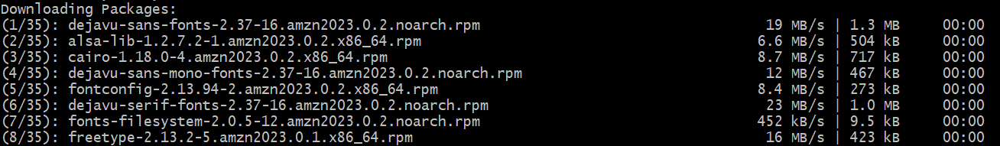 Downloading Packages:
(1/35): dejavu-sans-fonts-2.37-16.amzn2023.0.2.noarch.rpm 19 MB/s | 1.3 MB 00:00
(2/35): alsa-lib-1.2.7.2-1.amzn2023.0.2.x86_64.rpm 6.6 MB/s | 504 kB 00:00
(3/35): cairo-1.18.0-4.amzn2023.0.2.x86_64.rpm 8.7 MB/s | 717 kB 00:00
(4/35): dejavu-sans-mono-fonts-2.37-16.amzn2023.0.2.noarch.rpm 12 MB/s | 467 kB 00:00
(5/35): fontconfig-2.13.94-2.amzn2023.0.2.x86_64.rpm 8.4 MB/s | 273 kB 00:00
(6/35): dejavu-serif-fonts-2.37-16.amzn2023.0.2.noarch.rpm 23 MB/s | 1.0 MB 00:00
(7/35): fonts-filesystem-2.0.5-12.amzn2023.0.2.noarch.rpm 452 kB/s | 9.5 kB 00:00
(8/35): freetype-2.13.2-5.amzn2023.0.1.x86_64.rpm 16 MB/s | 423 kB 00:00